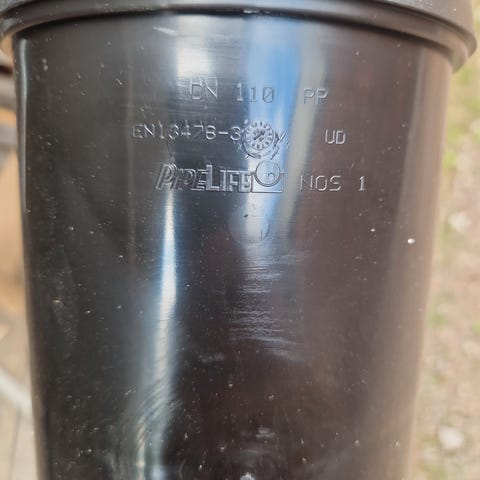 DN 110 PP
EN13476-3 UD
PIPELIFE NOS 1